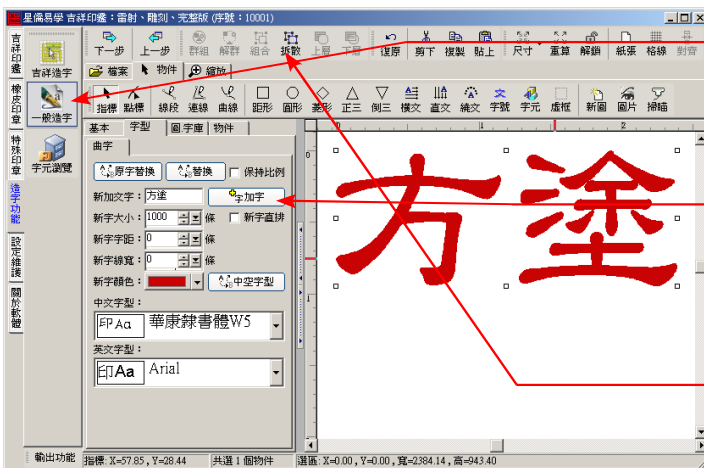 星僑易學 吉祥印鑑：雷射、雕刻、完整版 (序號：10001)
吉祥印鑑
橡皮印章
特殊印章
造字功能
設定維護
關於軟體
吉祥造字
一般造字
字元瀏覽
輸出功能
下一步 上一步 群組 解群 組合 拆散 上層 下層 復原 剪下 複製 貼上 尺寸 重算 解鎖 紙張 格線 對齊
檔案 物件 縮放
指標 點標 線段 連線 曲線 距形 圓形 菱形 正三 倒三 橫文 直文 繞文 字號 字元 虛框 新圖 圖片 掃瞄
基本 字型 圖.字庫 物件
曲字
原字替換 替換 保持比例
新加文字： 方塗 字加字
新字大小： 1000 條 新字直排
新字字距： 0 條
新字線寬： 0 條
新字顏色： 中空字型
中文字型：
印Aa 華康隸書體W5
英文字型：
印Aa Arial
0 1 2
0
1
方塗
指標: X=57.85 , Y=28.44 共選 1 個物件 選區: X=0.00 , Y=0.00 , 寬=2384.14 , 高=943.40